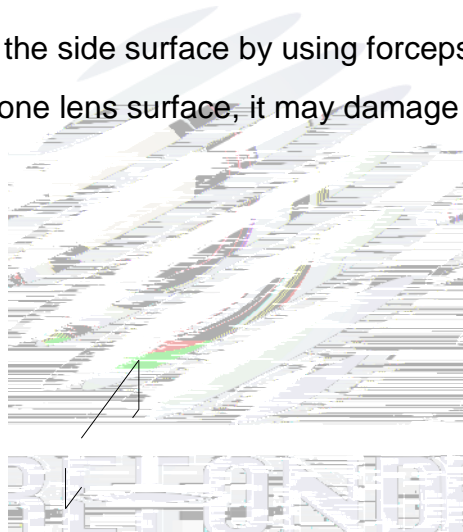 the side surface by using forceps
one lens surface, it may damage